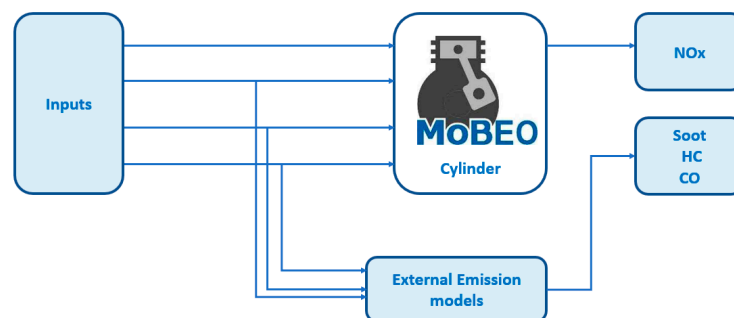 Inputs
MoBEO
Cylinder
NOx
Soot
HC
CO
External Emission
models